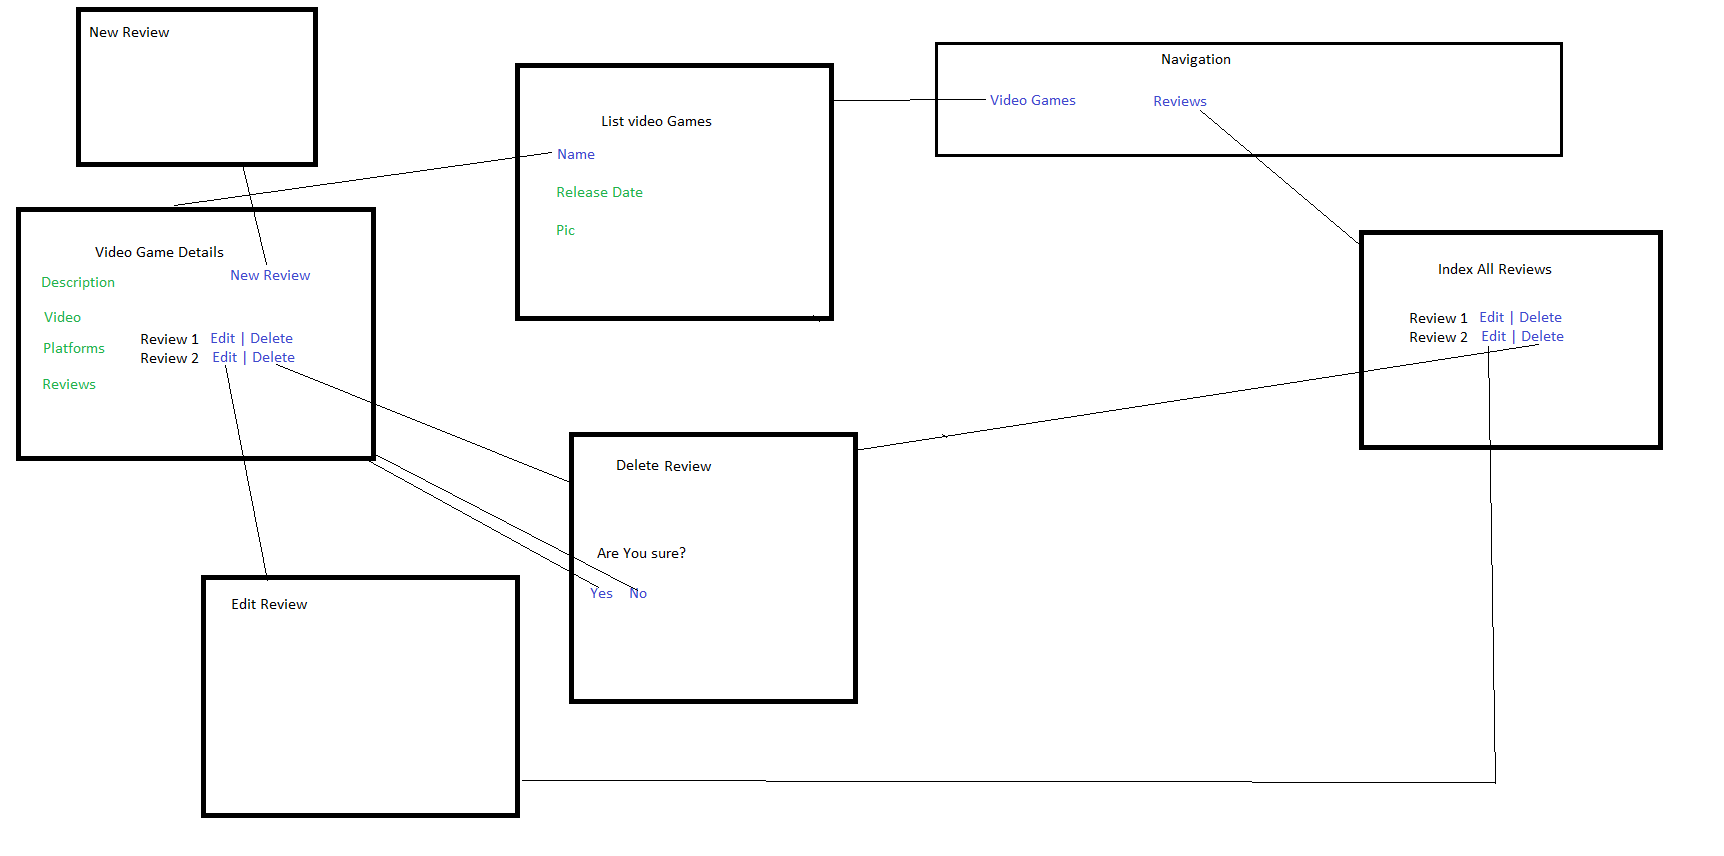 New Review
Navigation
Video Games Reviews
List video Games
Name
Release Date
Pic
Video Game Details
New Review
Description
Video
Platforms
Reviews
Review 1 Edit | Delete
Review 2 Edit | Delete
Index All Reviews
Review 1 Edit | Delete
Review 2 Edit | Delete
Delete Review
Are You sure?
Yes No
Edit Review